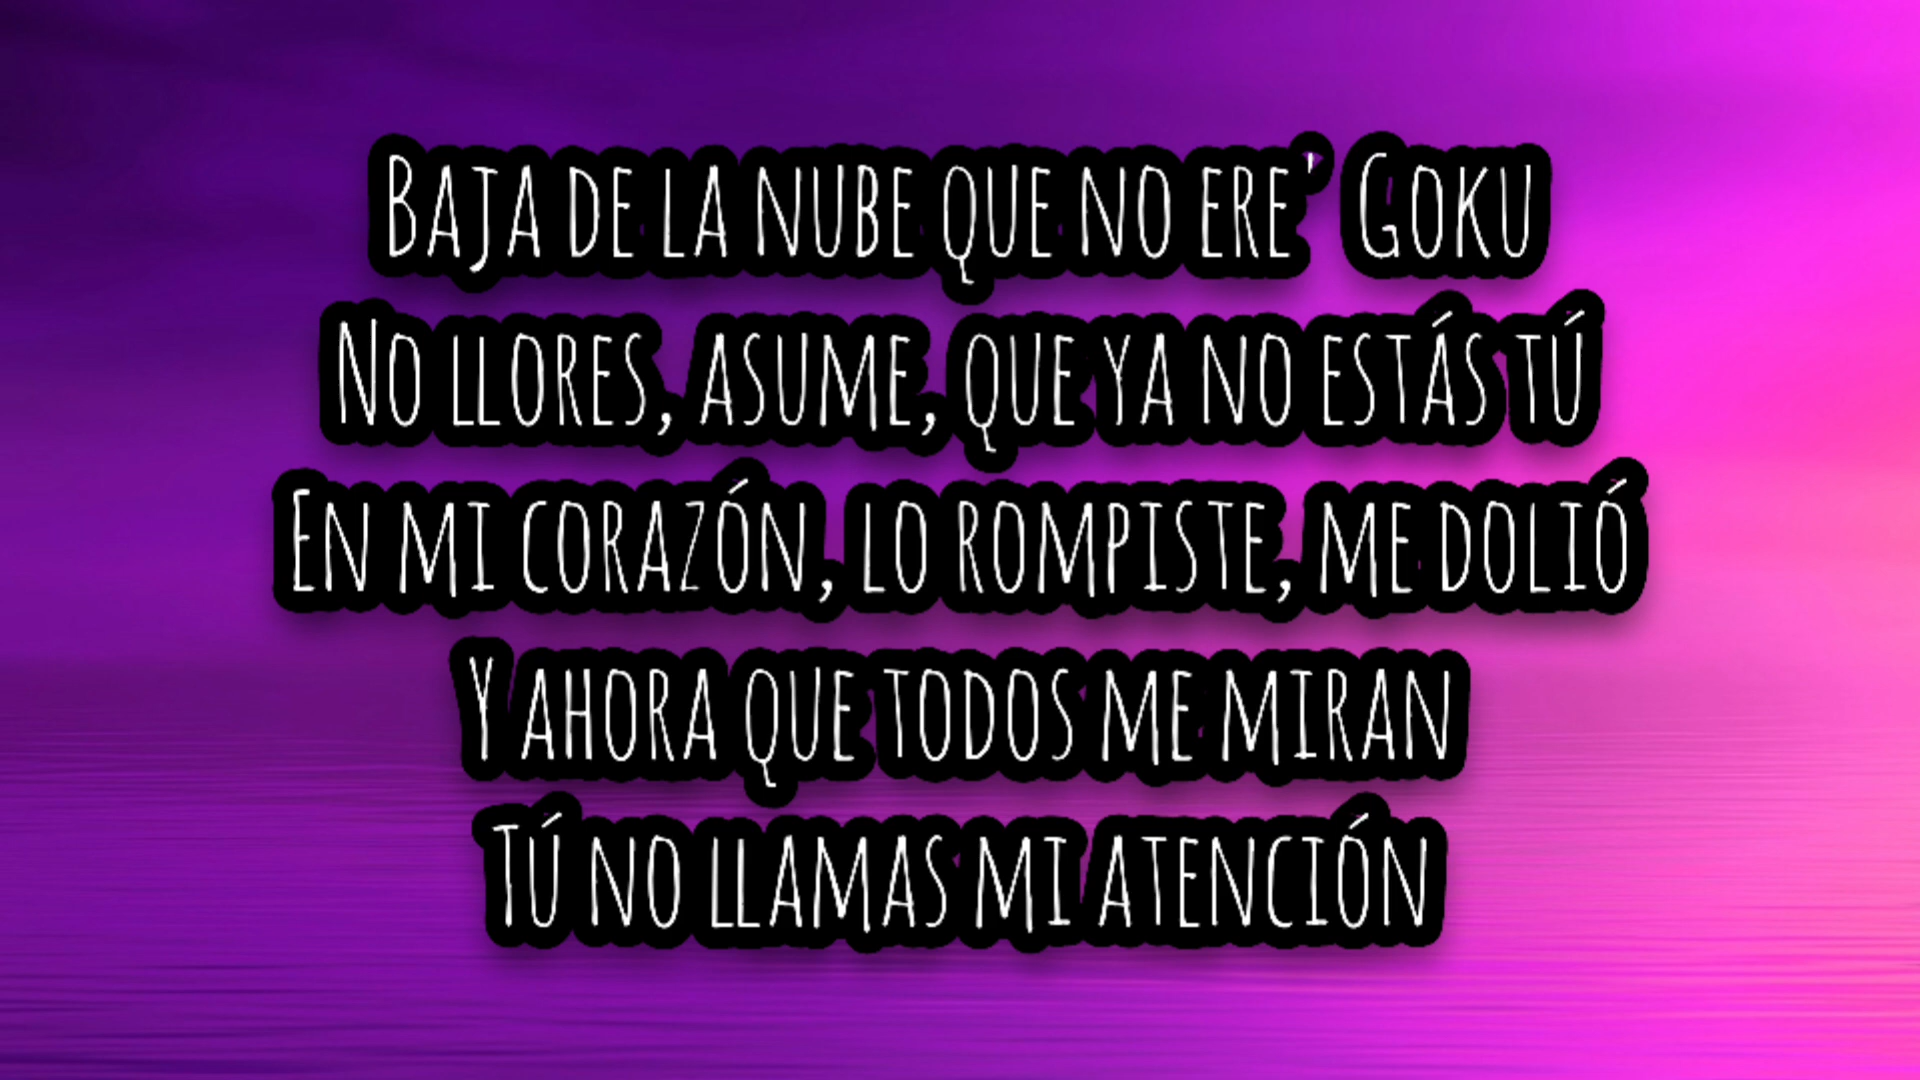 Baja de la nube que no ere' Goku
No llores, asume, que ya no estás tú
En mi corazón, lo rompiste, me dolió
Y ahora que todos me miran
Tú no llamas mi atención